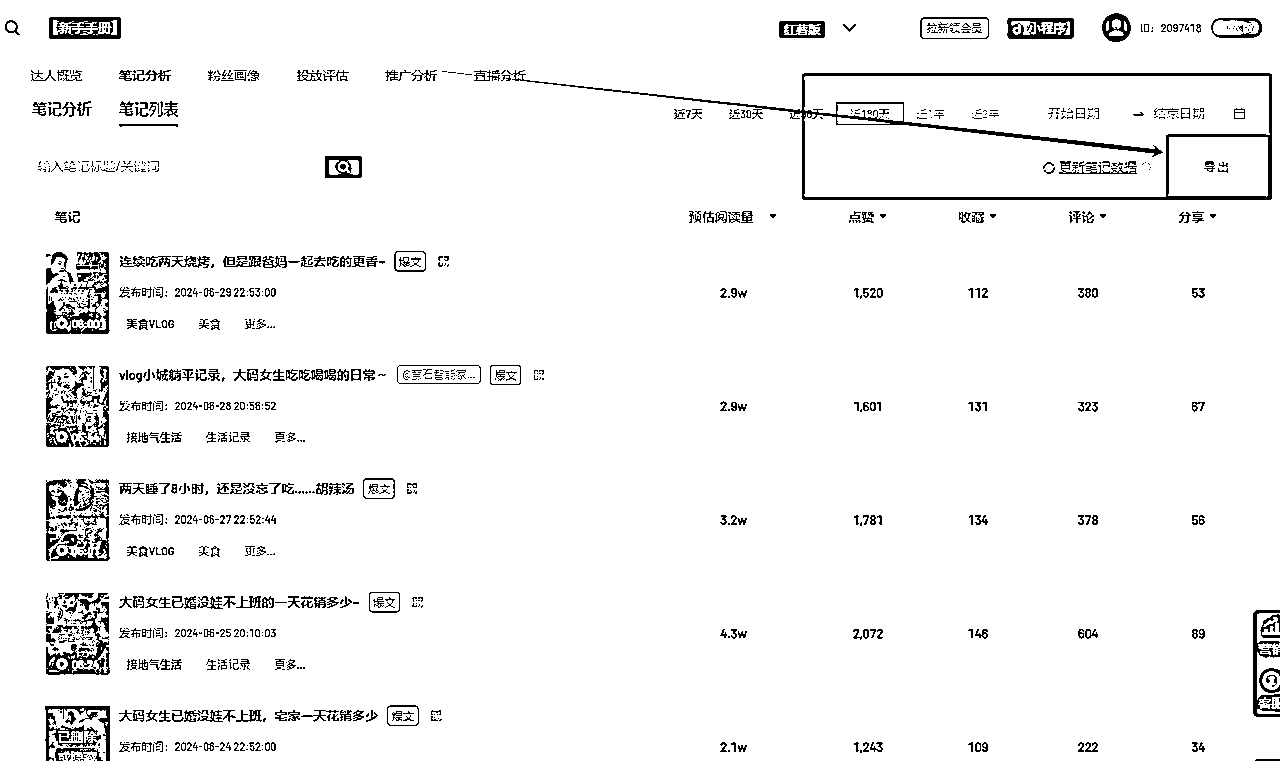 【新手手册】 红薯版 拉新领会员 小程序 ID: 2097418
达人概览 笔记分析 粉丝画像 投放评估 推广分析 直播分析
笔记分析 笔记列表
近7天 近30天 近180天 近1年 近2年 开始日期 → 结束日期
输入笔记标题/关键词 更新笔记数据 导出
笔记 预估阅读量 点赞 收藏 评论 分享
连续吃两天烧烤，但是跟爸妈一起去吃的更香~ 爆文
发布时间：2024-06-29 22:53:00 2.9w 1,520 112 380 53
美食VLOG 美食 更多...
vlog小城躺平记录，大码女生吃吃喝喝的日常~ 爆文
发布时间：2024-06-28 20:56:52 2.9w 1,601 131 323 67
接地气生活 生活记录 更多...
两天睡了8小时，还是没忘了吃......胡辣汤 爆文
发布时间：2024-06-27 22:52:44 3.2w 1,781 134 378 56
美食VLOG 美食 更多...
大码女生已婚没娃不上班的一天花销多少~ 爆文
发布时间：2024-06-25 20:10:03 4.3w 2,072 146 604 89
接地气生活 生活记录 更多...
大码女生已婚没娃不上班，宅家一天花销多少 爆文
已删除
发布时间：2024-06-24 22:52:00 2.1w 1,243 109 222 34